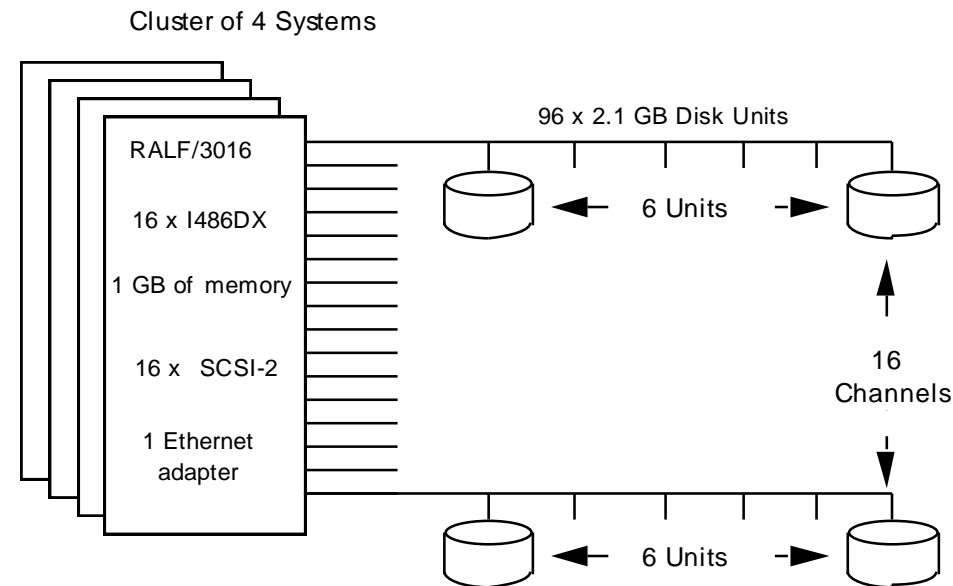 Cluster of 4 Systems
96 x 2.1 GB Disk Units
RALF/3016
16 x I486DX
6 Units
1 GB of memory
16 x SCSI-2
16
Channels
1 Ethernet
adapter
6 Units